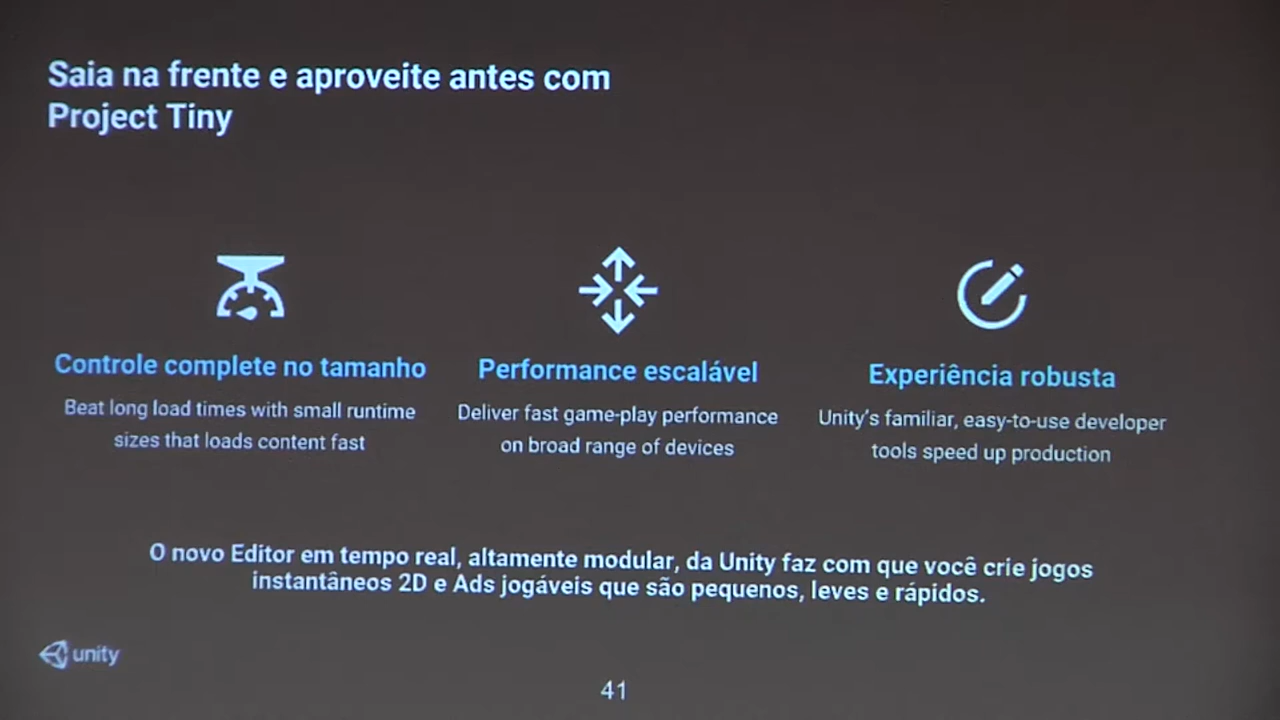 Saia na frente e aproveite antes com
Project Tiny
Controle complete no tamanho
Beat long load times with small runtime
sizes that loads content fast
Performance escalável
Deliver fast game-play performance
on broad range of devices
Experiência robusta
Unity's familiar, easy-to-use developer
tools speed up production
O novo Editor em tempo real, altamente modular, da Unity faz com que você crie jogos
instantâneos 2D e Ads jogáveis que são pequenos, leves e rápidos.
unity
41